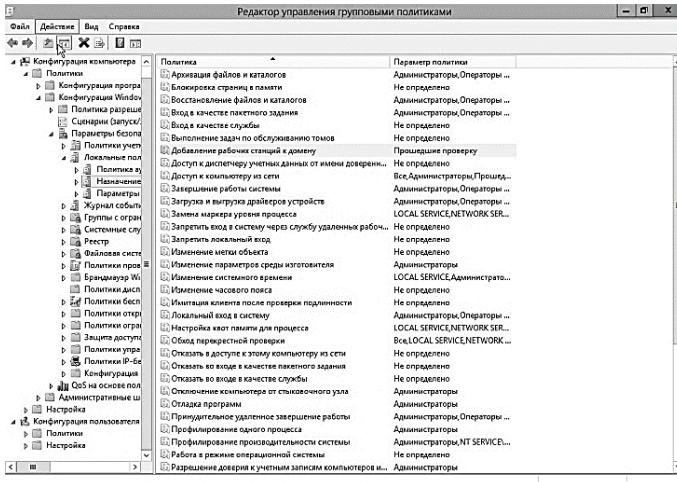 Редактор управления групповыми политиками
Файл Действие Вид Справка
Конфигурация компьютера
Политики
Конфигурация програ
Конфигурация Window
Политика разреше
Сценарии (запуск/
Параметры безопа
Политики учетн
Локальные пол
Политика ау
Назначение
Параметры
Журнал событи
Группы с огран
Системные слу
Реестр
Файловая систе
Политики пров
Брандмауэр Wi
Политики дисп
Политики бесп
Политики откры
Политики огра
Защита доступа
Политики упра
Политики IP-бе
Конфигурация
QoS на основе пол
Административные ш
Настройка
Конфигурация пользователя
Политики
Настройка
Политика Параметр политики
Архивация файлов и каталогов Администраторы,Операторы ...
Блокировка страниц в памяти Не определено
Восстановление файлов и каталогов Администраторы,Операторы ...
Вход в качестве пакетного задания Администраторы,Операторы ...
Вход в качестве службы Не определено
Выполнение задач по обслуживанию томов Не определено
Добавление рабочих станций к домену Прошедшие проверку
Доступ к диспетчеру учетных данных от имени доверенн... Не определено
Доступ к компьютеру из сети Все,Администраторы,Прошед...
Завершение работы системы Администраторы,Операторы ...
Загрузка и выгрузка драйверов устройств Администраторы,Операторы ...
Замена маркера уровня процесса LOCAL SERVICE,NETWORK SER...
Запретить вход в систему через службу удаленных рабоч... Не определено
Запретить локальный вход Не определено
Изменение метки объекта Не определено
Изменение параметров среды изготовителя Администраторы
Изменение системного времени LOCAL SERVICE,Администрато...
Изменение часового пояса Не определено
Имитация клиента после проверки подлинности Не определено
Локальный вход в систему Администраторы,Операторы ...
Настройка квот памяти для процесса LOCAL SERVICE,NETWORK SER...
Обход перекрестной проверки Все,LOCAL SERVICE,NETWORK ...
Отказать в доступе к этому компьютеру из сети Не определено
Отказать во входе в качестве пакетного задания Не определено
Отказать во входе в качестве службы Не определено
Отключение компьютера от стыковочного узла Администраторы
Отладка программ Администраторы
Принудительное удаленное завершение работы Администраторы,Операторы ...
Профилирование одного процесса Администраторы
Профилирование производительности системы Администраторы,NT SERVICE\...
Работа в режиме операционной системы Не определено
Разрешение доверия к учетным записям компьютеров и... Администраторы